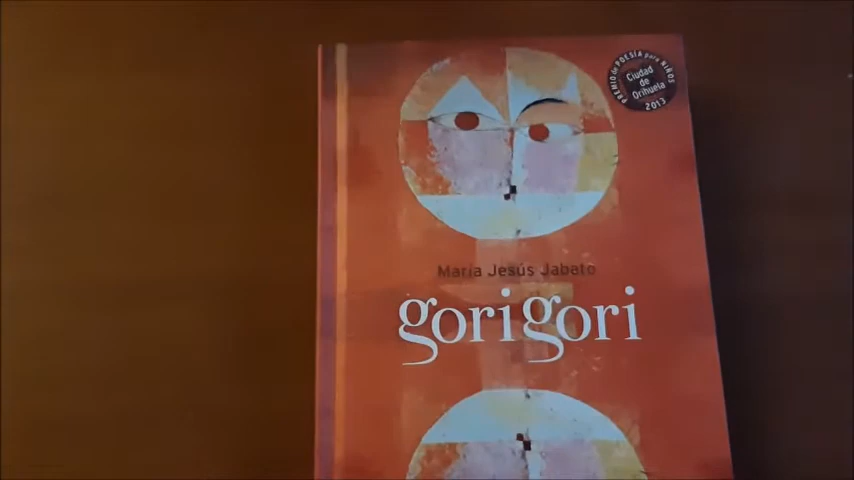 PREMIO de POESÍA para NIÑOS
Ciudad
de
Orihuela
2013
María Jesús Jabato
gorigori